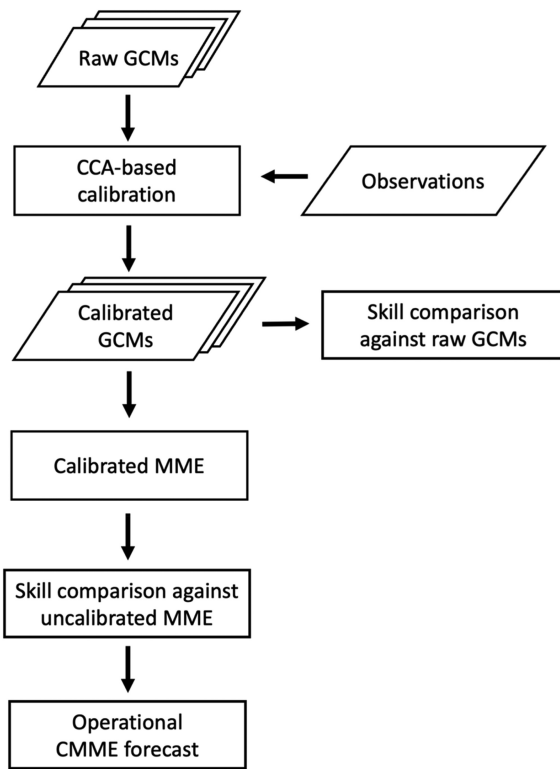 Raw GCMs
CCA-based
calibration
Observations
Calibrated
GCMs
Skill comparison
against raw GCMs
Calibrated MME
Skill comparison against
uncalibrated MME
Operational
CMME forecast